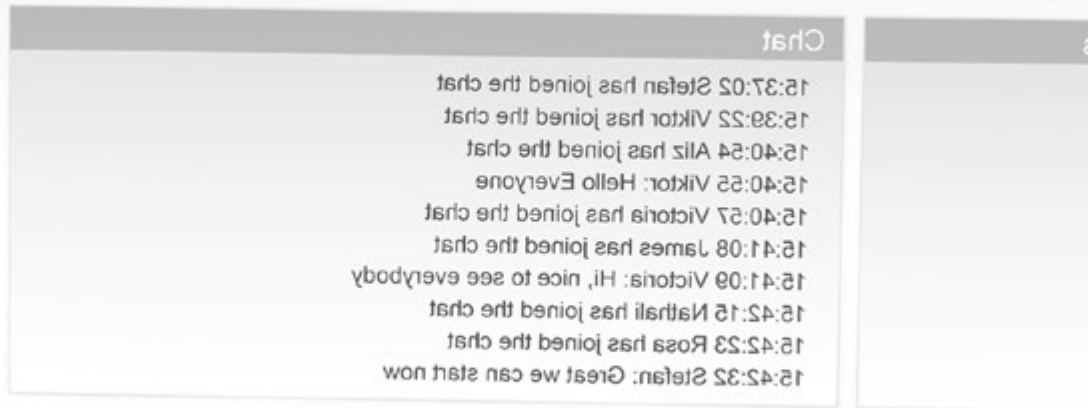 Chat
15:37:02 Stefan has joined the chat
15:39:22 Viktor has joined the chat
15:40:54 Aliz has joined the chat
15:40:55 Viktor: Hello Everyone
15:40:57 Victoria has joined the chat
15:41:08 James has joined the chat
15:41:09 Victoria: Hi, nice to see everybody
15:42:15 Nathali has joined the chat
15:42:23 Rosa has joined the chat
15:42:32 Stefan: Great we can start now